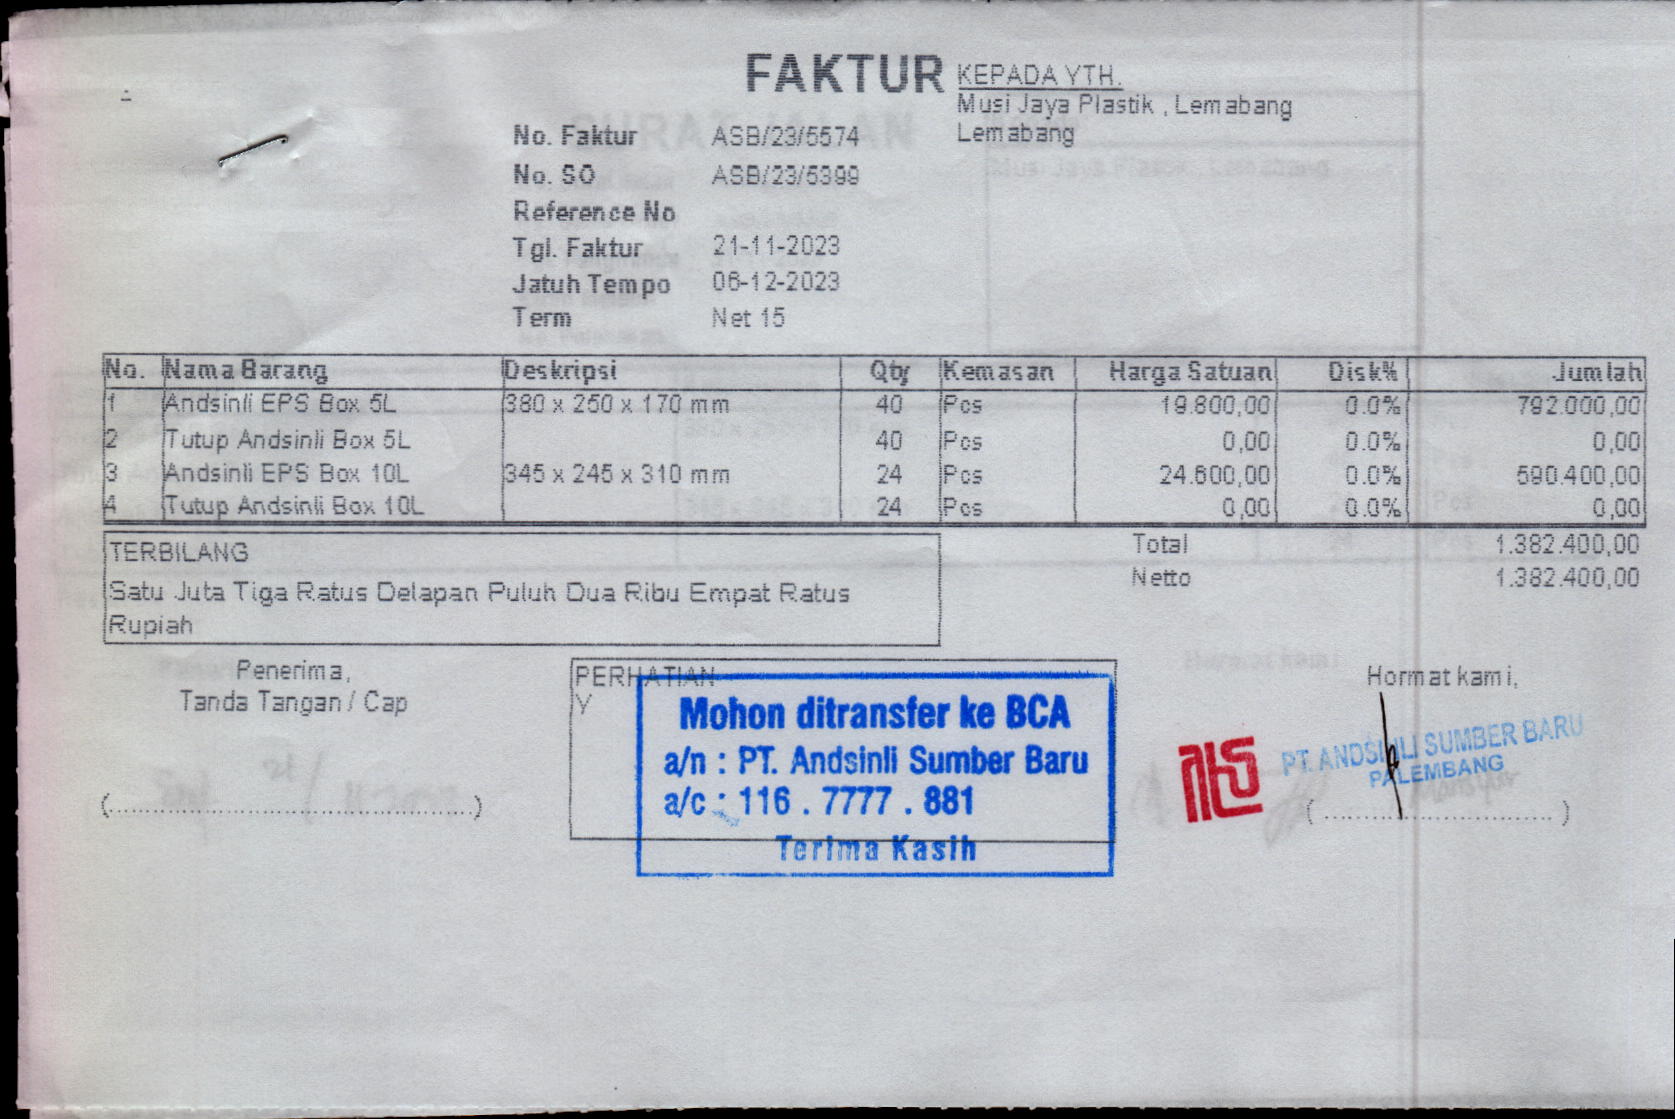 FAKTUR
KEPADA YTH.
Musi Jaya Plastik , Lemabang
Lemabang
No. Faktur ASB/23/5574
No. SO ASB/23/5399
Reference No
Tgl. Faktur 21-11-2023
Jatuh Tempo 06-12-2023
Term Net 15
No. Nama Barang Deskripsi Qty Kemasan Harga Satuan Disk% Jumlah
1 Andsinli EPS Box 5L 380 x 250 x 170 mm 40 Pcs 19.800,00 0.0% 792.000,00
2 Tutup Andsinli Box 5L 40 Pcs 0,00 0.0% 0,00
3 Andsinli EPS Box 10L 345 x 245 x 310 mm 24 Pcs 24.600,00 0.0% 590.400,00
4 Tutup Andsinli Box 10L 24 Pcs 0,00 0.0% 0,00
TERBILANG
Satu Juta Tiga Ratus Delapan Puluh Dua Ribu Empat Ratus
Rupiah
Total 1.382.400,00
Netto 1.382.400,00
Penerima,
Tanda Tangan / Cap
(....................................................)
PERHATIAN
Y
Mohon ditransfer ke BCA
a/n : PT. Andsinli Sumber Baru
a/c : 116 . 7777 . 881
Terima Kasih
Hormat kami,
PT. ANDSINLI SUMBER BARU
PALEMBANG
( ................................ )